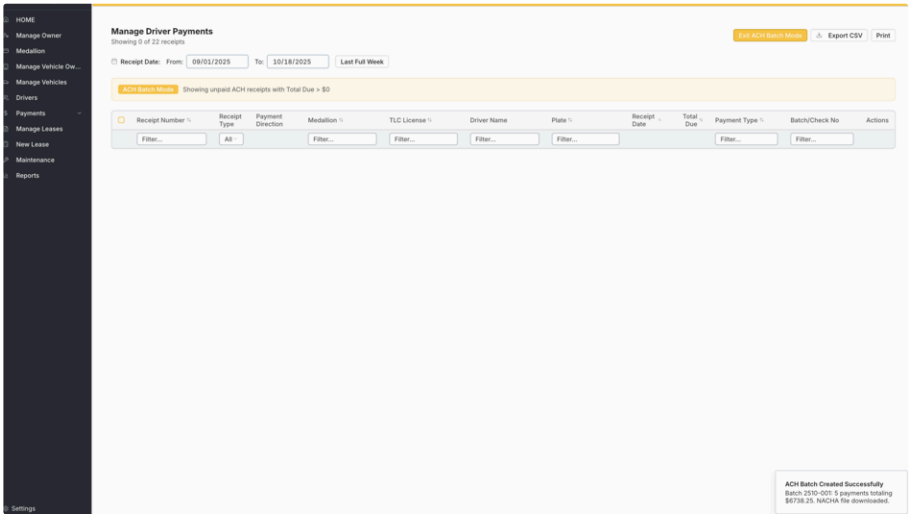 HOME
Manage Owner
Medallion
Manage Vehicle Ow...
Manage Vehicles
Drivers
Payments
Manage Leases
New Lease
Maintenance
Reports
Settings
Manage Driver Payments
Showing 0 of 22 receipts
Exit ACH Batch Mode Export CSV Print
Receipt Date: From: 09/01/2025 To: 10/18/2025 Last Full Week
ACH Batch Mode Showing unpaid ACH receipts with Total Due > $0
Receipt Number Receipt Type Payment Direction Medallion TLC License Driver Name Plate Receipt Date Total Due Payment Type Batch/Check No Actions
Filter... All Filter... Filter... Filter... Filter... Filter... Filter...
ACH Batch Created Successfully
Batch 2510-001: 5 payments totaling
$6738.25. NACHA file downloaded.